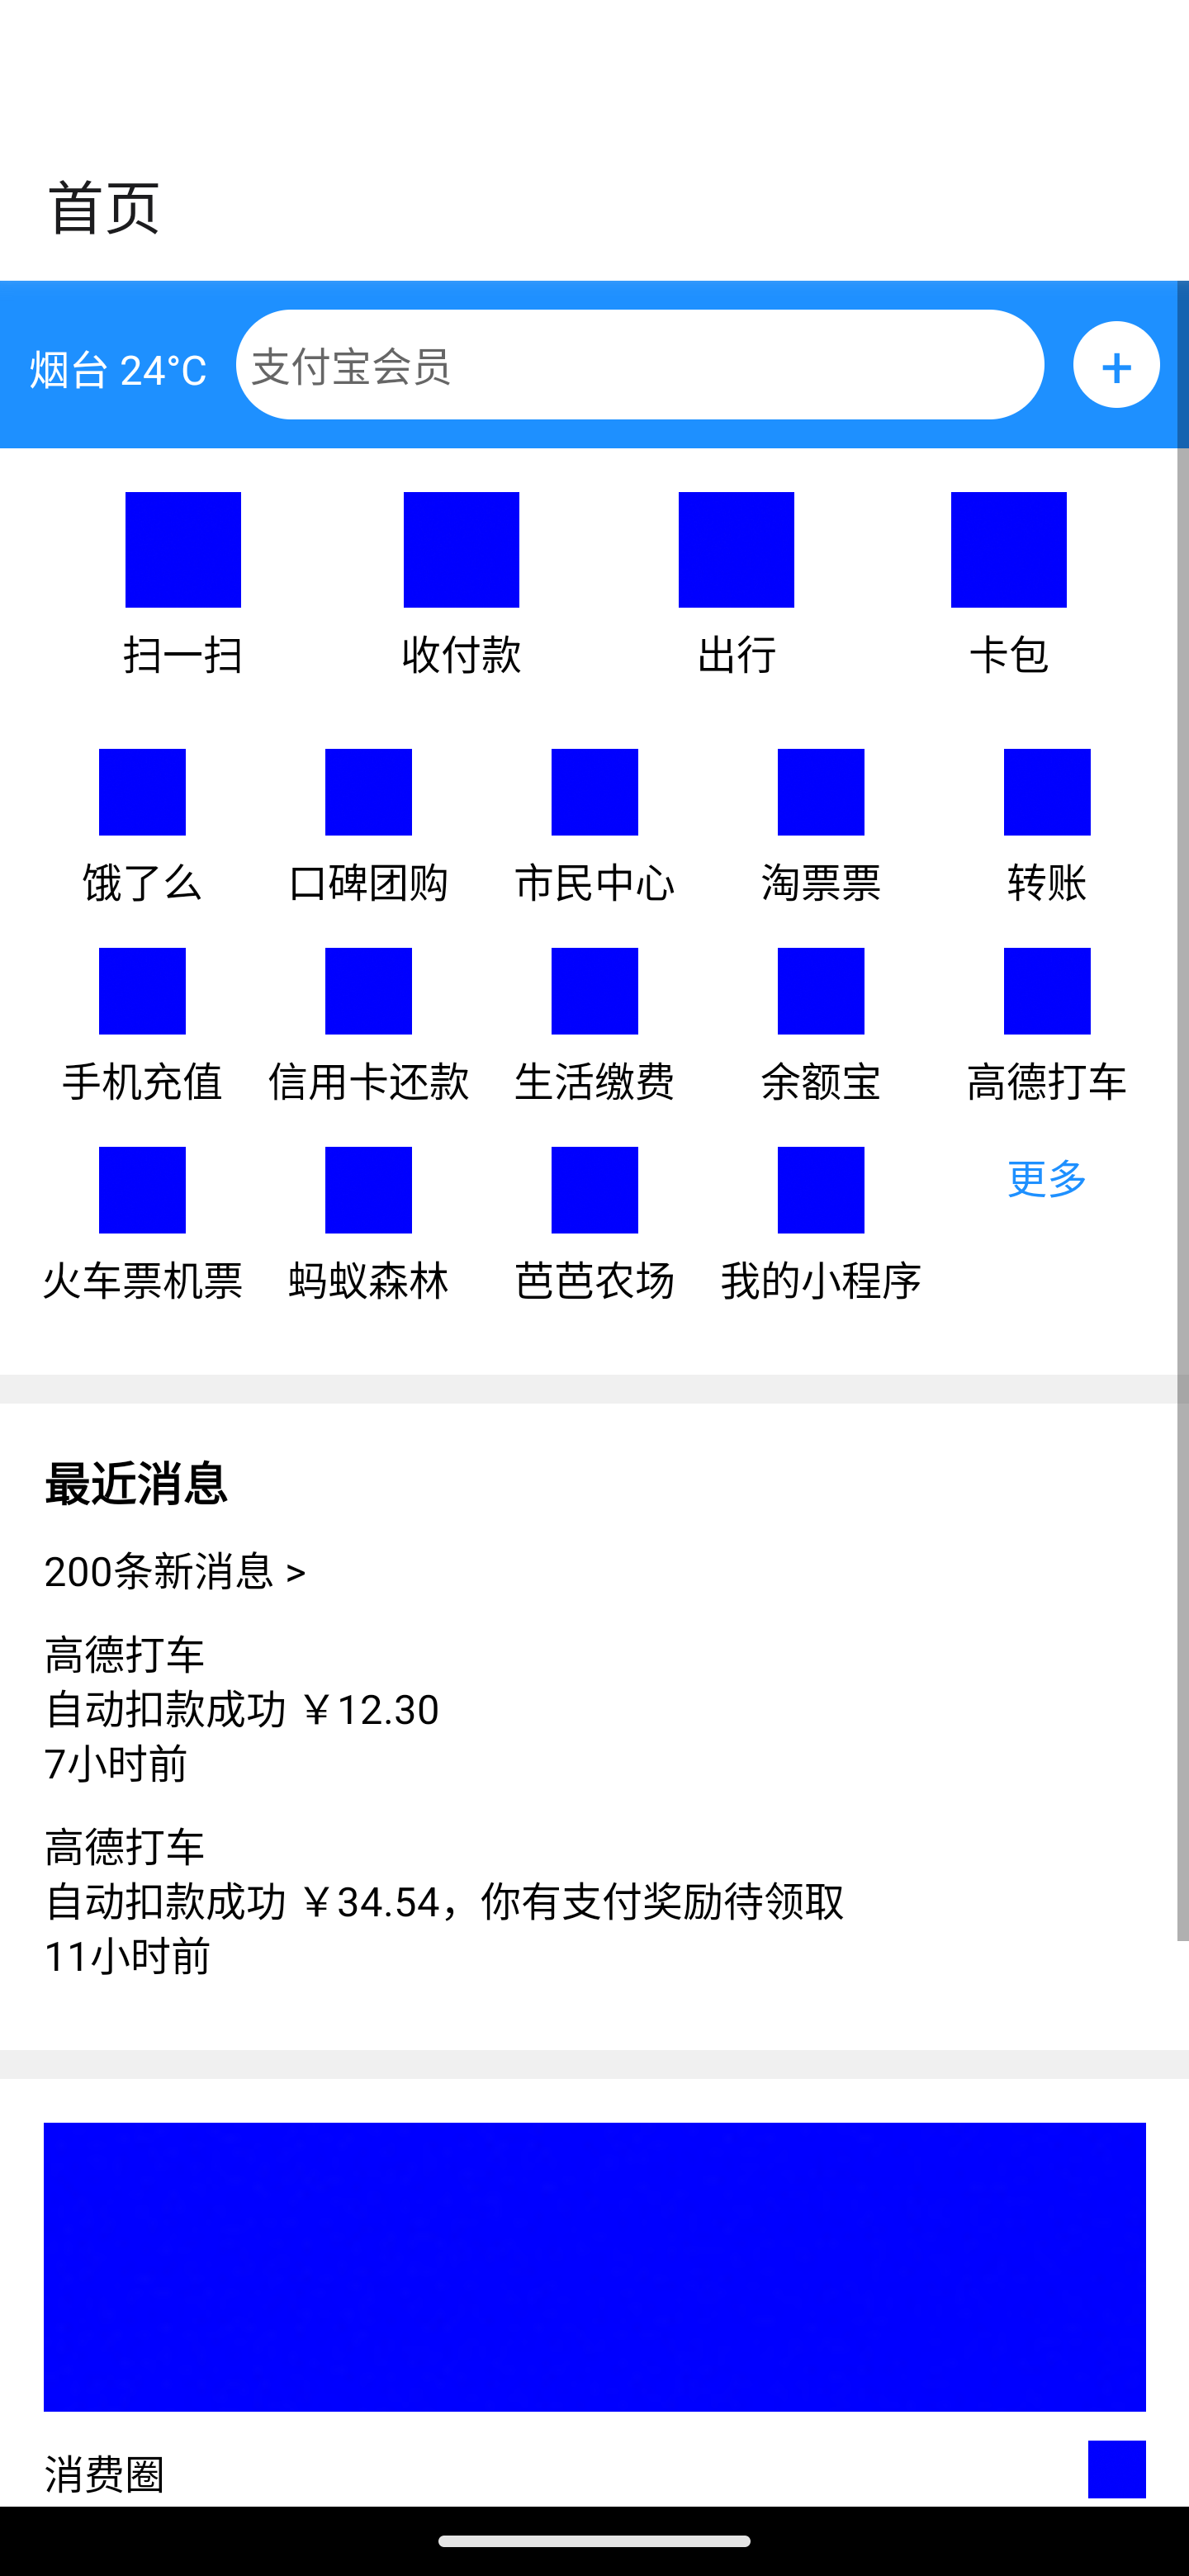 首页
烟台 24°C
支付宝会员
+
扫一扫
收付款
出行
卡包
饿了么
口碑团购
市民中心
淘票票
转账
手机充值
信用卡还款
生活缴费
余额宝
高德打车
火车票机票
蚂蚁森林
芭芭农场
我的小程序
更多
最近消息
200条新消息 >
高德打车
自动扣款成功 ￥12.30
7小时前
高德打车
自动扣款成功 ￥34.54，你有支付奖励待领取
11小时前
消费圈